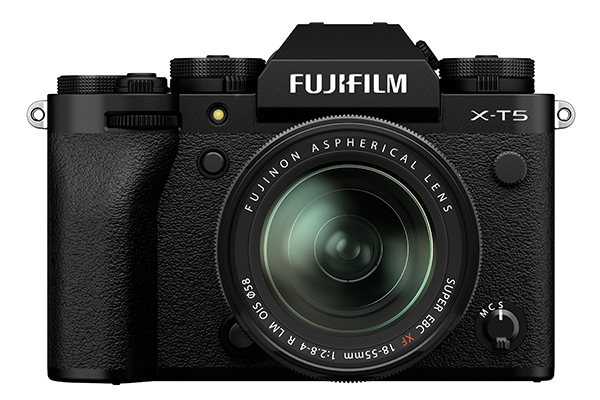 FUJIFILM
X-T5
FUJINON ASPHERICAL LENS
SUPER EBC XF 18-55mm 1:2.8-4 R LM OIS Ø58
M C S